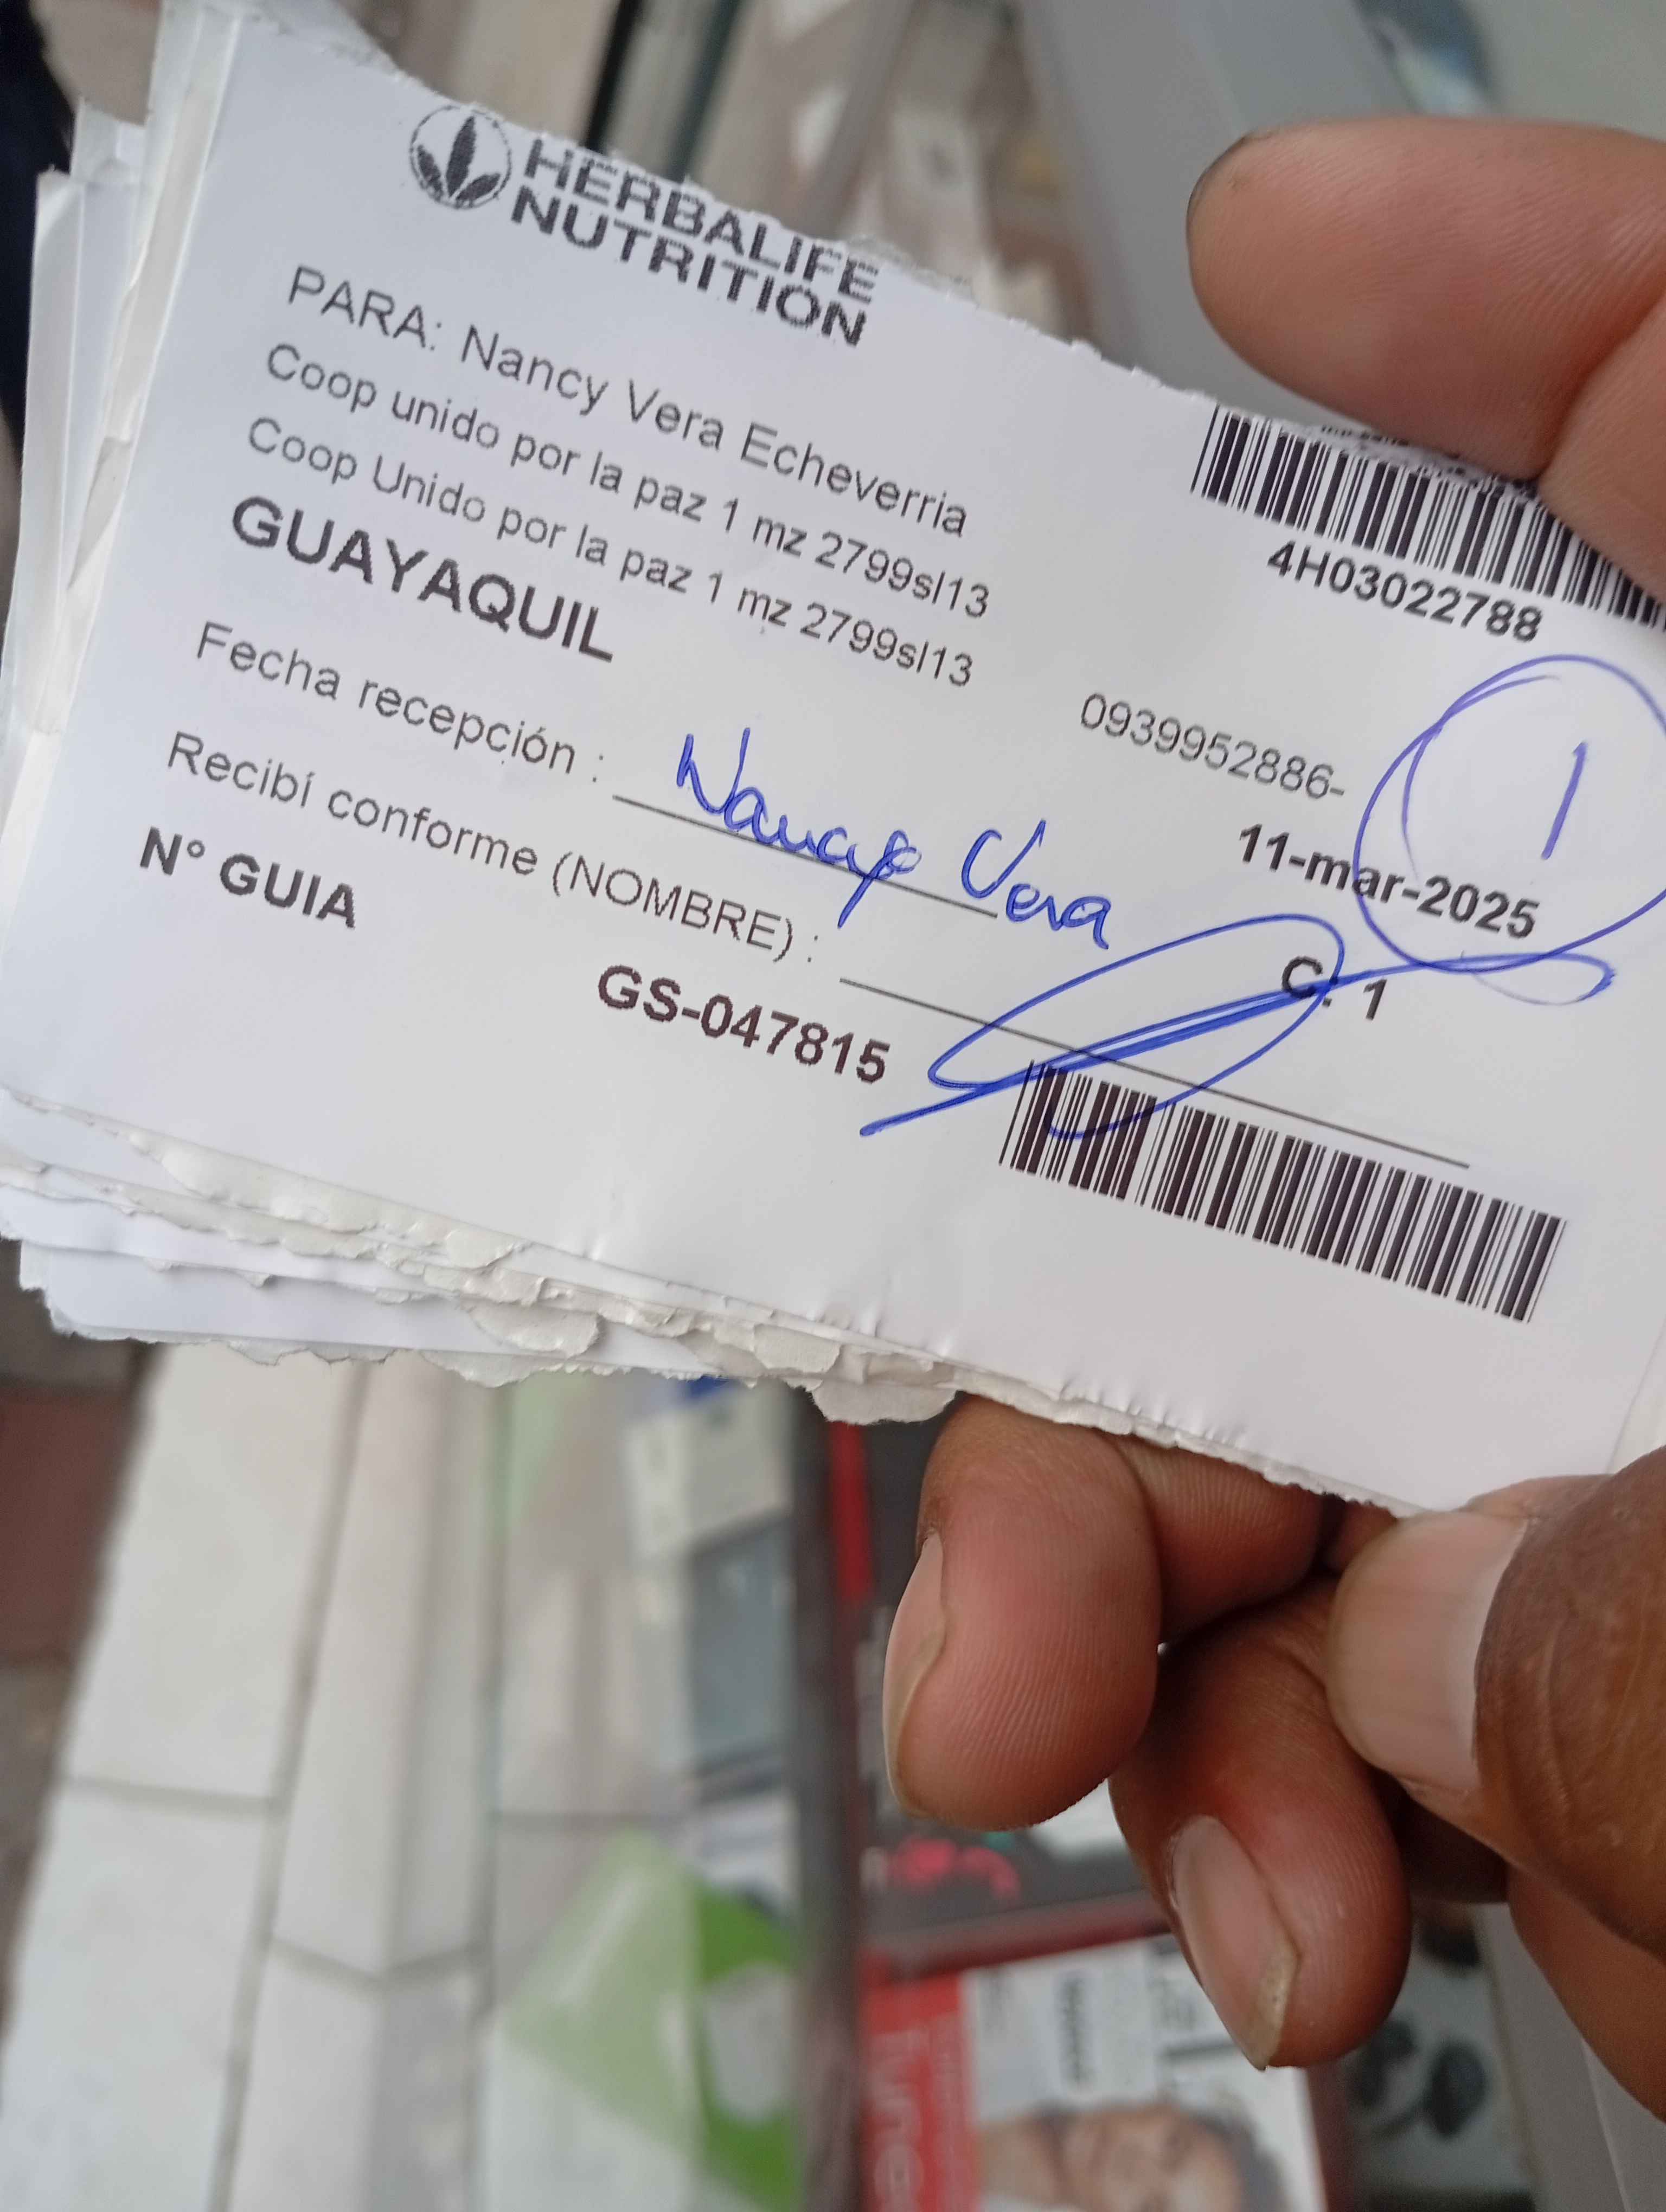 HERBALIFE
NUTRITION
PARA: Nancy Vera Echeverria
Coop unido por la paz 1 mz 2799sl13
Coop Unido por la paz 1 mz 2799sl13
GUAYAQUIL
4H03022788
0939952886-
1
Fecha recepción : Nancy Vera
11-mar-2025
Recibí conforme (NOMBRE) :
C: 1
N° GUIA
GS-047815